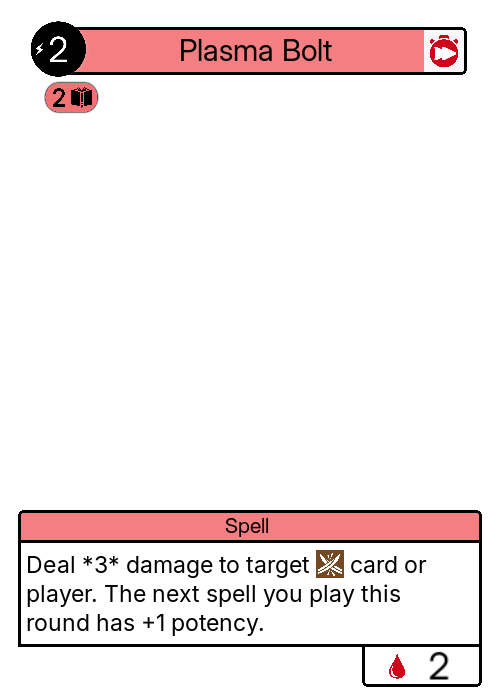 2
Plasma Bolt
2
Spell
Deal *3* damage to target card or
player. The next spell you play this
round has +1 potency.
2